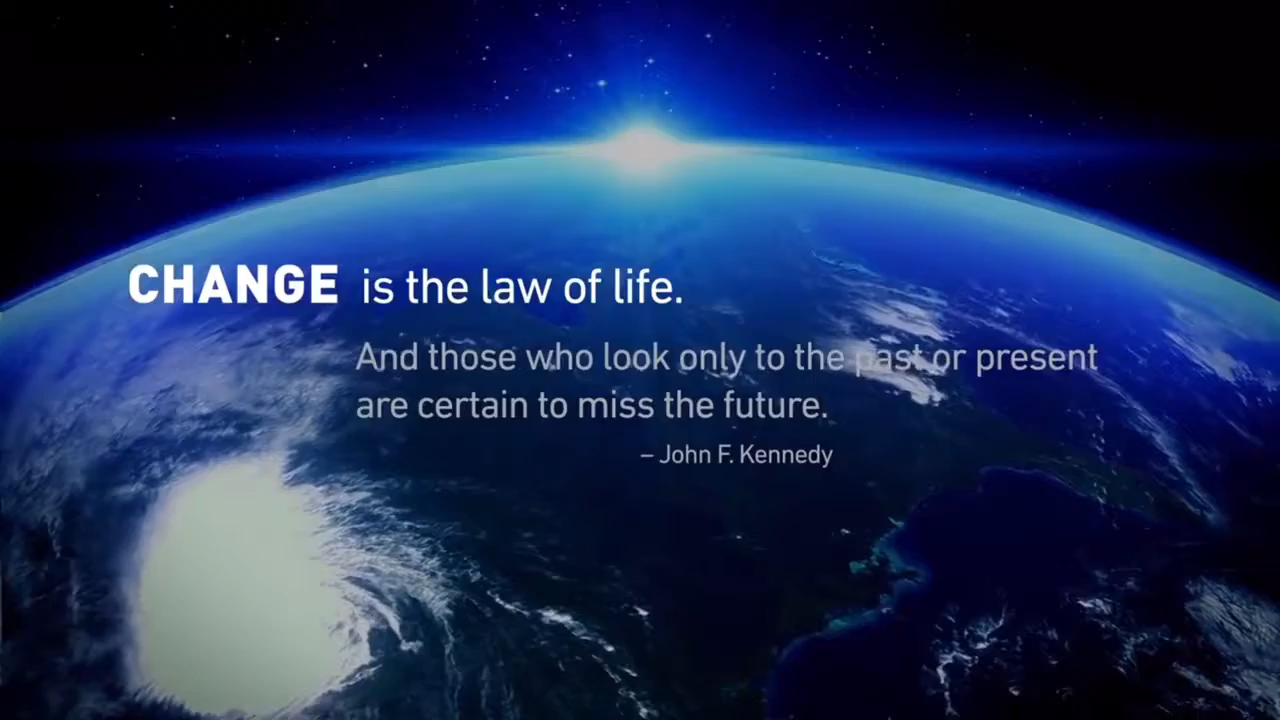 CHANGE is the law of life.
And those who look only to the past or present
are certain to miss the future.
– John F. Kennedy